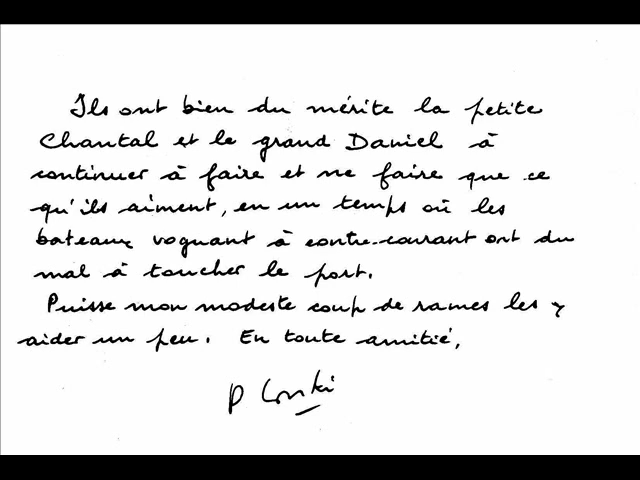 Ils ont bien du mérite la petite
Chantal et le grand Daniel à
continuer à faire et ne faire que ce
qu'ils aiment, en un temps où les
bateaux voguant à contre-courant ont du
mal à toucher le port.
Puisse mon modeste coup de rames les y
aider un peu. En toute amitié,
P